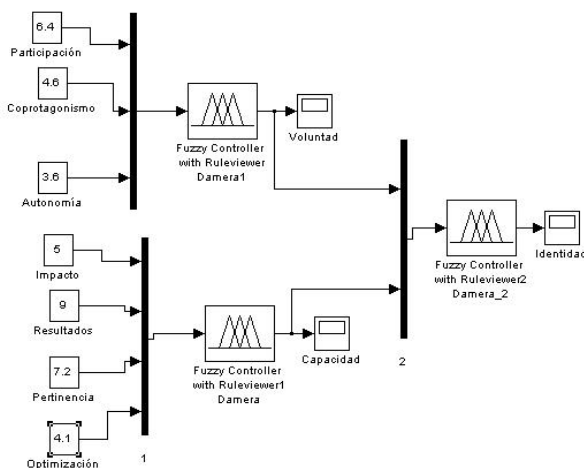 6.4
Participación
4.6
Coprotagonismo
3.6
Autonomía
Fuzzy Controller
with Ruleviewer
Damera1
Voluntad
5
Impacto
9
Resultados
7.2
Pertinencia
4.1
Optimización
1
Fuzzy Controller
with Ruleviewer1
Damera
Capacidad
2
Fuzzy Controller
with Ruleviewer2
Damera_2
Identidad